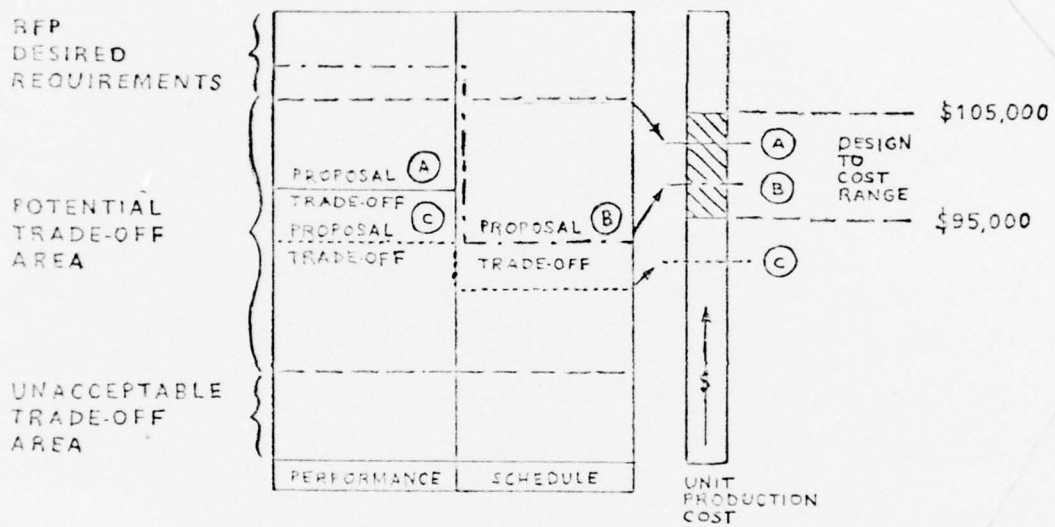 RFP
DESIRED
REQUIREMENTS
POTENTIAL
TRADE-OFF
AREA
UNACCEPTABLE
TRADE-OFF
AREA
PROPOSAL A
TRADE-OFF
PROPOSAL C
TRADE-OFF
PROPOSAL B
TRADE-OFF
PERFORMANCE
SCHEDULE
$
UNIT
PRODUCTION
COST
A
B
C
DESIGN
TO
COST
RANGE
$105,000
$95,000